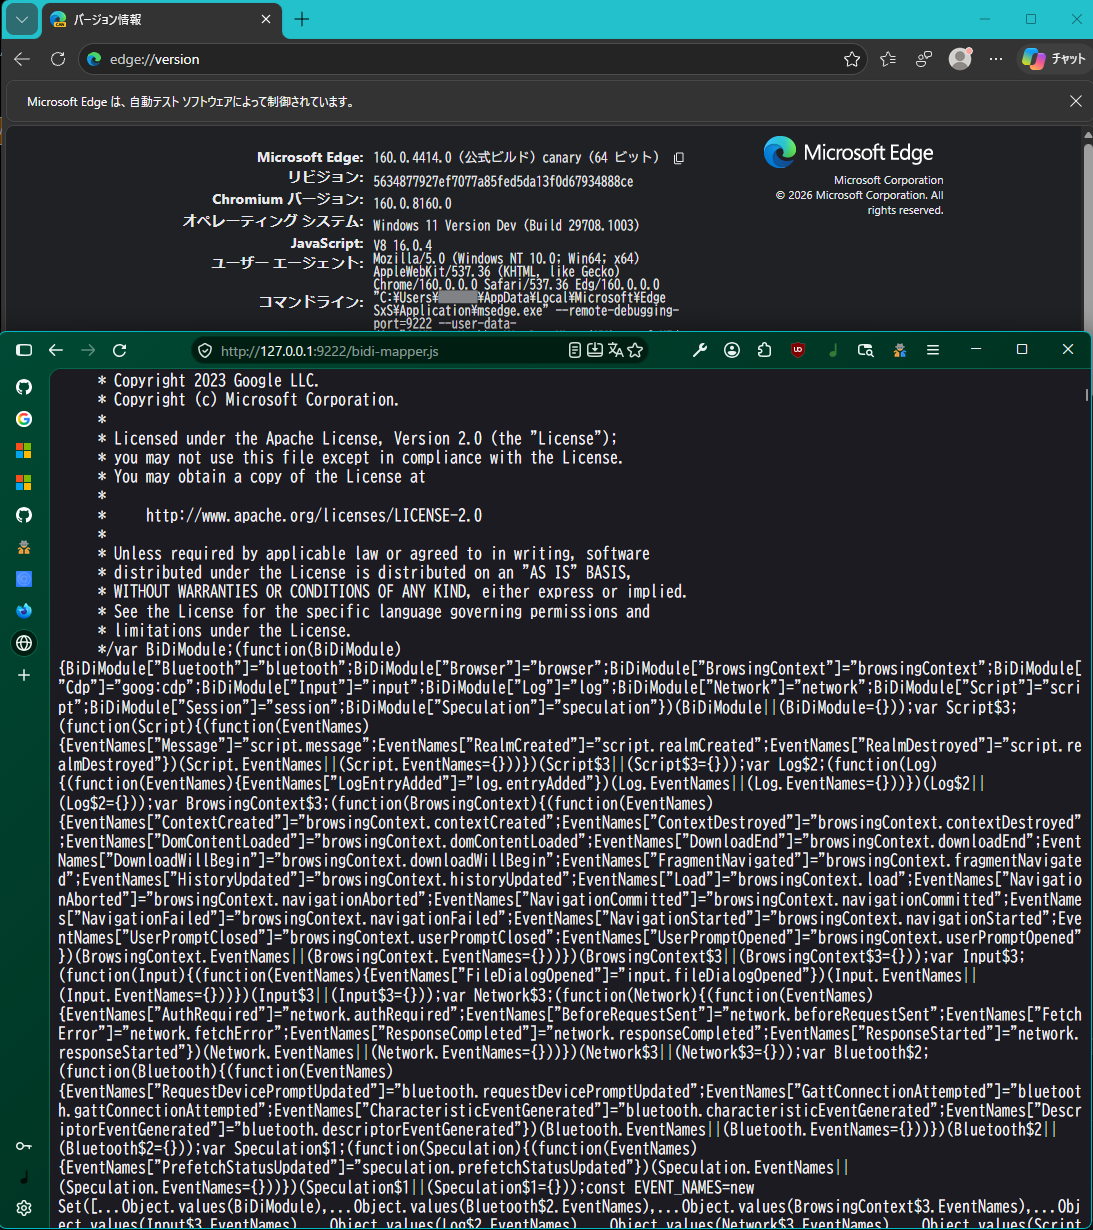 バージョン情報
edge://version
チャット
Microsoft Edge は、自動テスト ソフトウェアによって制御されています。
Microsoft Edge
Microsoft Corporation
© 2026 Microsoft Corporation. All
rights reserved.
Microsoft Edge: 160.0.4414.0 (公式ビルド) canary (64 ビット)
リビジョン: 5634877927ef7077a85fed5da13f0d67934888ce
Chromium バージョン: 160.0.8160.0
オペレーティング システム: Windows 11 Version Dev (Build 29708.1003)
JavaScript: V8 16.0.4
ユーザー エージェント: Mozilla/5.0 (Windows NT 10.0; Win64; x64)
AppleWebKit/537.36 (KHTML, like Gecko)
Chrome/160.0.0.0 Safari/537.36 Edg/160.0.0.0
コマンドライン: "C:¥Users¥ ¥AppData¥Local¥Microsoft¥Edge
SxS¥Application¥msedge.exe" --remote-debugging-
port=9222 --user-data-
http://127.0.0.1:9222/bidi-mapper.js
* Copyright 2023 Google LLC.
* Copyright (c) Microsoft Corporation.
*
* Licensed under the Apache License, Version 2.0 (the "License");
* you may not use this file except in compliance with the License.
* You may obtain a copy of the License at
*
*     http://www.apache.org/licenses/LICENSE-2.0
*
* Unless required by applicable law or agreed to in writing, software
* distributed under the License is distributed on an "AS IS" BASIS,
* WITHOUT WARRANTIES OR CONDITIONS OF ANY KIND, either express or implied.
* See the License for the specific language governing permissions and
* limitations under the License.
*/var BiDiModule;(function(BiDiModule)
{BiDiModule["Bluetooth"]="bluetooth";BiDiModule["Browser"]="browser";BiDiModule["BrowsingContext"]="browsingContext";BiDiModule[
"Cdp"]="goog:cdp";BiDiModule["Input"]="input";BiDiModule["Log"]="log";BiDiModule["Network"]="network";BiDiModule["Script"]="scri
pt";BiDiModule["Session"]="session";BiDiModule["Speculation"]="speculation"})(BiDiModule||(BiDiModule={}));var Script$3;
(function(Script){(function(EventNames)
{EventNames["Message"]="script.message";EventNames["RealmCreated"]="script.realmCreated";EventNames["RealmDestroyed"]="script.re
almDestroyed"})(Script.EventNames||(Script.EventNames={}))})(Script$3||(Script$3={}));var Log$2;(function(Log)
{(function(EventNames){EventNames["LogEntryAdded"]="log.entryAdded"})(Log.EventNames||(Log.EventNames={}))})(Log$2||
(Log$2={}));var BrowsingContext$3;(function(BrowsingContext){(function(EventNames)
{EventNames["ContextCreated"]="browsingContext.contextCreated";EventNames["ContextDestroyed"]="browsingContext.contextDestroyed"
;EventNames["DomContentLoaded"]="browsingContext.domContentLoaded";EventNames["DownloadEnd"]="browsingContext.downloadEnd";Event
Names["DownloadWillBegin"]="browsingContext.downloadWillBegin";EventNames["FragmentNavigated"]="browsingContext.fragmentNavigate
d";EventNames["HistoryUpdated"]="browsingContext.historyUpdated";EventNames["Load"]="browsingContext.load";EventNames["Navigatio
nAborted"]="browsingContext.navigationAborted";EventNames["NavigationCommitted"]="browsingContext.navigationCommitted";EventName
s["NavigationFailed"]="browsingContext.navigationFailed";EventNames["NavigationStarted"]="browsingContext.navigationStarted";Eve
ntNames["UserPromptClosed"]="browsingContext.userPromptClosed";EventNames["UserPromptOpened"]="browsingContext.userPromptOpened"
})(BrowsingContext.EventNames||(BrowsingContext.EventNames={}))})(BrowsingContext$3||(BrowsingContext$3={}));var Input$3;
(function(Input){(function(EventNames){EventNames["FileDialogOpened"]="input.fileDialogOpened"})(Input.EventNames||
(Input.EventNames={}))})(Input$3||(Input$3={}));var Network$3;(function(Network){(function(EventNames)
{EventNames["AuthRequired"]="network.authRequired";EventNames["BeforeRequestSent"]="network.beforeRequestSent";EventNames["Fetch
Error"]="network.fetchError";EventNames["ResponseCompleted"]="network.responseCompleted";EventNames["ResponseStarted"]="network.
responseStarted"})(Network.EventNames||(Network.EventNames={}))})(Network$3||(Network$3={}));var Bluetooth$2;
(function(Bluetooth){(function(EventNames)
{EventNames["RequestDevicePromptUpdated"]="bluetooth.requestDevicePromptUpdated";EventNames["GattConnectionAttempted"]="bluetoot
h.gattConnectionAttempted";EventNames["CharacteristicEventGenerated"]="bluetooth.characteristicEventGenerated";EventNames["Descr
iptorEventGenerated"]="bluetooth.descriptorEventGenerated"})(Bluetooth.EventNames||(Bluetooth.EventNames={}))})(Bluetooth$2||
(Bluetooth$2={}));var Speculation$1;(function(Speculation){(function(EventNames)
{EventNames["PrefetchStatusUpdated"]="speculation.prefetchStatusUpdated"})(Speculation.EventNames||
(Speculation.EventNames={}))})(Speculation$1||(Speculation$1={}));const EVENT_NAMES=new
Set([...Object.values(BiDiModule),...Object.values(Bluetooth$2.EventNames),...Object.values(BrowsingContext$3.EventNames),...Obj
ect.values(Input$3.EventNames),...Object.values(Log$2.EventNames),...Object.values(Network$3.EventNames),...Object.values(Script